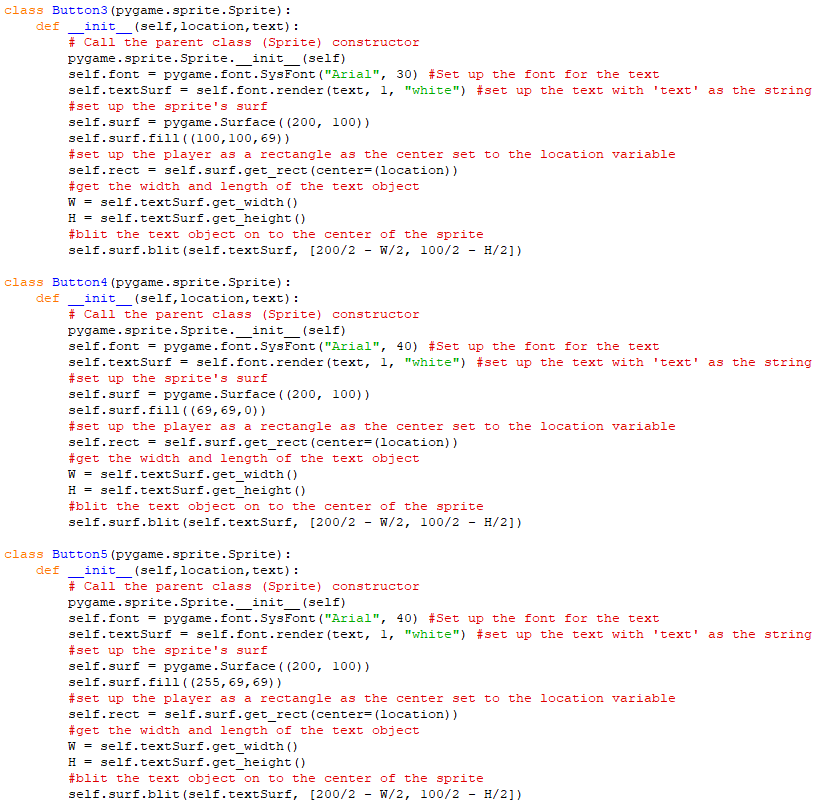 class Button3(pygame.sprite.Sprite):
    def __init__(self,location,text):
        # Call the parent class (Sprite) constructor
        pygame.sprite.Sprite.__init__(self)
        self.font = pygame.font.SysFont("Arial", 30) #Set up the font for the text
        self.textSurf = self.font.render(text, 1, "white") #set up the text with 'text' as the string
        #set up the sprite's surf
        self.surf = pygame.Surface((200, 100))
        self.surf.fill((100,100,69))
        #set up the player as a rectangle as the center set to the location variable
        self.rect = self.surf.get_rect(center=(location))
        #get the width and length of the text object
        W = self.textSurf.get_width()
        H = self.textSurf.get_height()
        #blit the text object on to the center of the sprite
        self.surf.blit(self.textSurf, [200/2 - W/2, 100/2 - H/2])

class Button4(pygame.sprite.Sprite):
    def __init__(self,location,text):
        # Call the parent class (Sprite) constructor
        pygame.sprite.Sprite.__init__(self)
        self.font = pygame.font.SysFont("Arial", 40) #Set up the font for the text
        self.textSurf = self.font.render(text, 1, "white") #set up the text with 'text' as the string
        #set up the sprite's surf
        self.surf = pygame.Surface((200, 100))
        self.surf.fill((69,69,0))
        #set up the player as a rectangle as the center set to the location variable
        self.rect = self.surf.get_rect(center=(location))
        #get the width and length of the text object
        W = self.textSurf.get_width()
        H = self.textSurf.get_height()
        #blit the text object on to the center of the sprite
        self.surf.blit(self.textSurf, [200/2 - W/2, 100/2 - H/2])

class Button5(pygame.sprite.Sprite):
    def __init__(self,location,text):
        # Call the parent class (Sprite) constructor
        pygame.sprite.Sprite.__init__(self)
        self.font = pygame.font.SysFont("Arial", 40) #Set up the font for the text
        self.textSurf = self.font.render(text, 1, "white") #set up the text with 'text' as the string
        #set up the sprite's surf
        self.surf = pygame.Surface((200, 100))
        self.surf.fill((255,69,69))
        #set up the player as a rectangle as the center set to the location variable
        self.rect = self.surf.get_rect(center=(location))
        #get the width and length of the text object
        W = self.textSurf.get_width()
        H = self.textSurf.get_height()
        #blit the text object on to the center of the sprite
        self.surf.blit(self.textSurf, [200/2 - W/2, 100/2 - H/2])